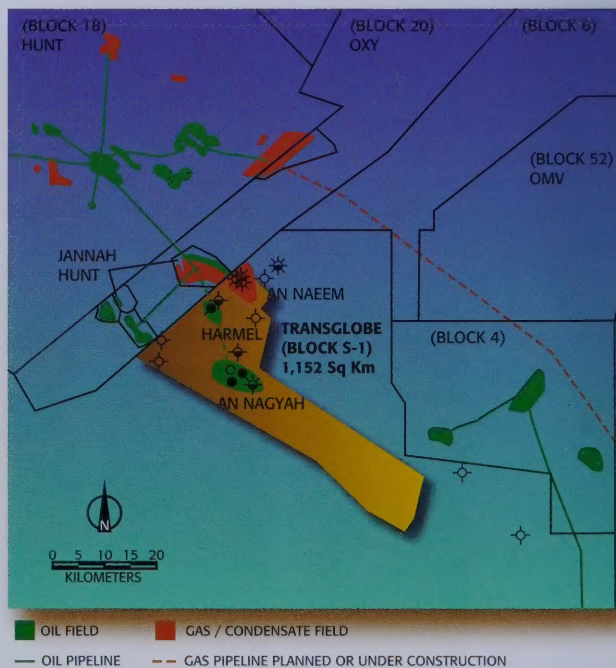 (BLOCK 18)
HUNT
(BLOCK 20)
OXY
(BLOCK 6)
(BLOCK 52)
OMV
JANNAH
HUNT
AN NAEEM
HARMEL
TRANSGLOBE
(BLOCK S-1)
1,152 Sq Km
(BLOCK 4)
AN NAGYAH
N
0 5 10 15 20
KILOMETERS
OIL FIELD
GAS / CONDENSATE FIELD
OIL PIPELINE
GAS PIPELINE PLANNED OR UNDER CONSTRUCTION